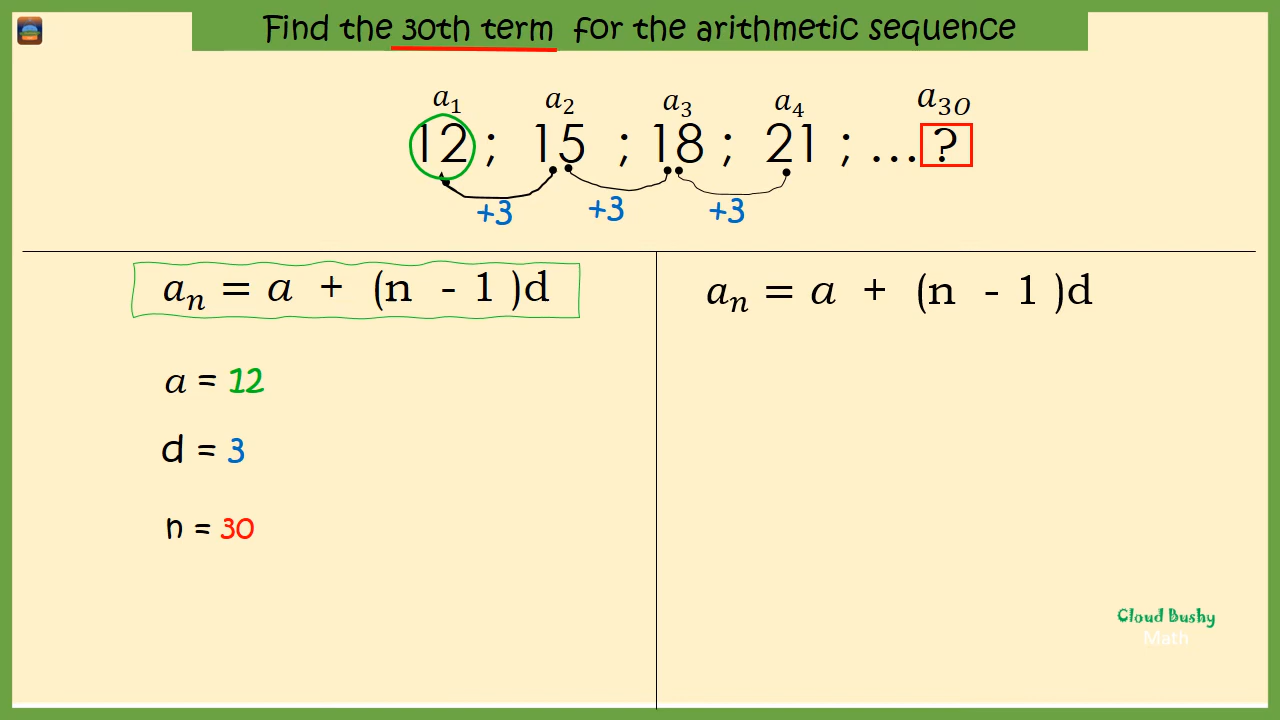 Find the 30th term for the arithmetic sequence
a₁ a₂ a₃ a₄ a₃₀
12 ; 15 ; 18 ; 21 ; ... ?
+3 +3 +3
aₙ = a + (n - 1 )d
a = 12
d = 3
n = 30
aₙ = a + (n - 1 )d
Cloud Bushy
Math